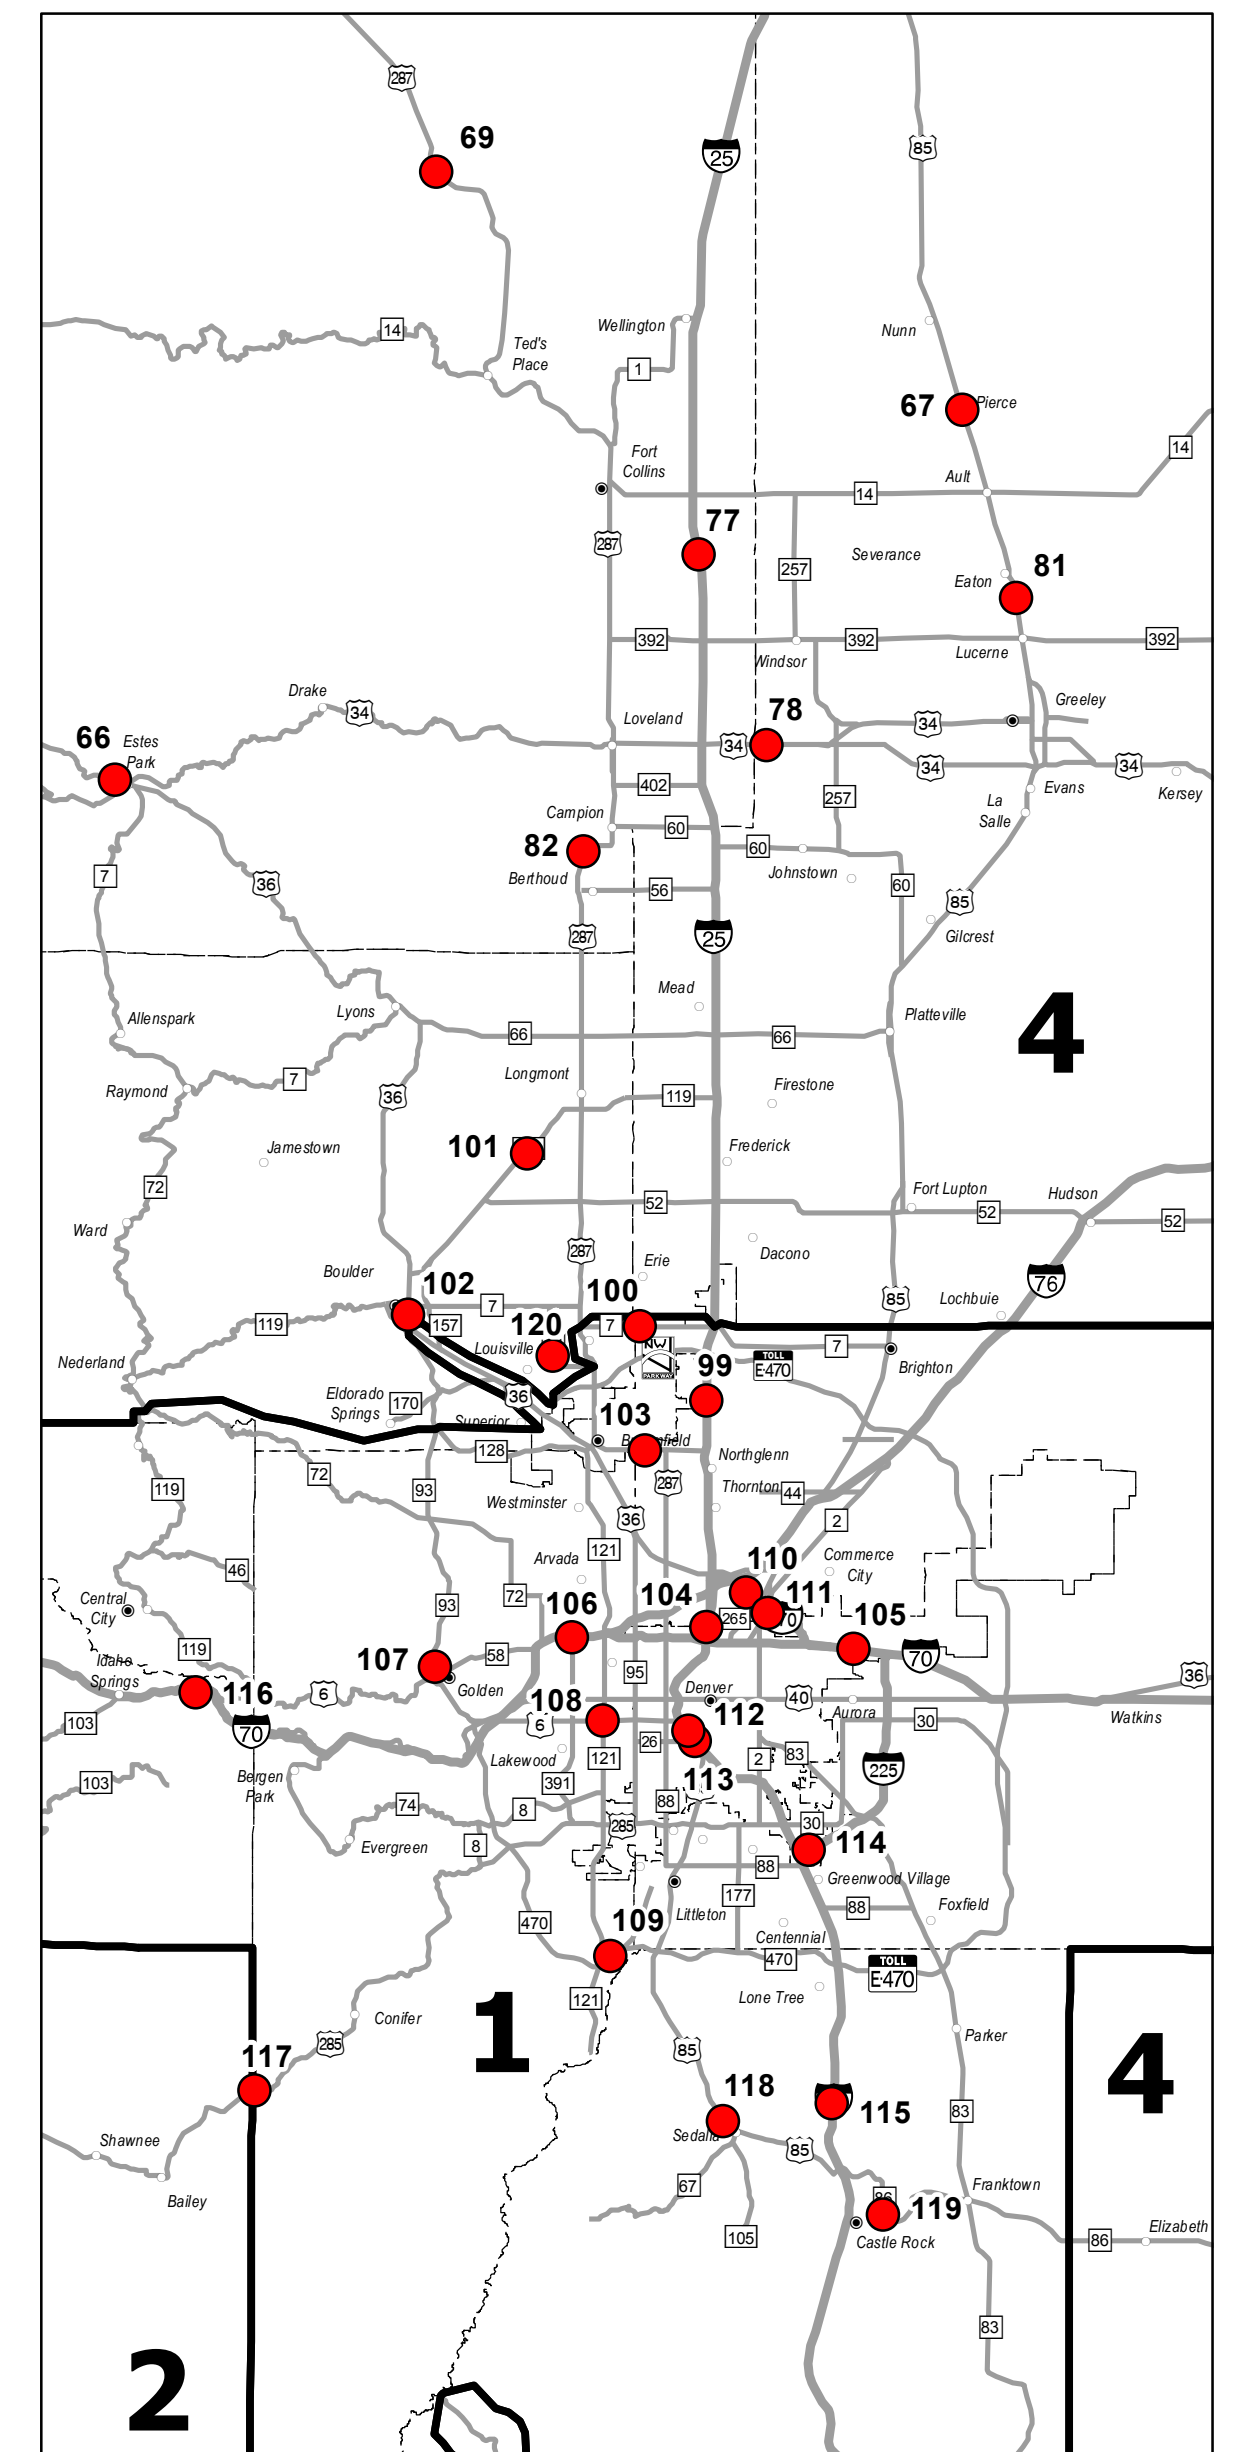 287
69
25
85
14
Wellington
Nunn
Ted's
Place
1
67
Pierce
14
Fort
Collins
Ault
14
77
287
257
Severance
81
Eaton
392
392
392
Windsor
Lucerne
Drake
34
Loveland
78
Greeley
34
66
Estes
Park
34
34
34
402
257
Evans
Kersey
La
Salle
Campion
60
82
60
Johnstown
Berthoud
56
60
7
36
85
287
25
Gilcrest
Mead
Allenspark
Lyons
Platteville
4
66
66
Longmont
Raymond
7
36
119
Firestone
101
Jamestown
Frederick
72
52
Fort Lupton
Hudson
52
52
Ward
287
Erie
Dacono
Boulder
102
100
76
85
Lochbuie
7
119
157
120
7
Louisville
NW
PARKWAY
7
Nederland
TOLL
E-470
99
Brighton
Eldorado
Springs
170
36
103
Superior
128
Northglenn
72
119
93
287
Thornton
44
Westminster
36
2
121
Arvada
110
Commerce
City
46
72
104
111
Central
City
93
106
265
70
105
119
58
107
70
Idaho
Springs
95
Golden
36
116
6
Denver
108
40
103
70
6
112
Aurora
30
Watkins
26
Lakewood
121
2
83
225
103
Bergen
Park
391
113
88
74
8
30
285
8
Evergreen
114
88
Greenwood Village
177
88
Foxfield
470
109
Littleton
Centennial
470
TOLL
E-470
121
1
Lone Tree
Conifer
285
Parker
117
85
4
118
115
83
Shawnee
Sedalia
85
67
Franktown
Bailey
86
119
105
Castle Rock
86
Elizabeth
83
2